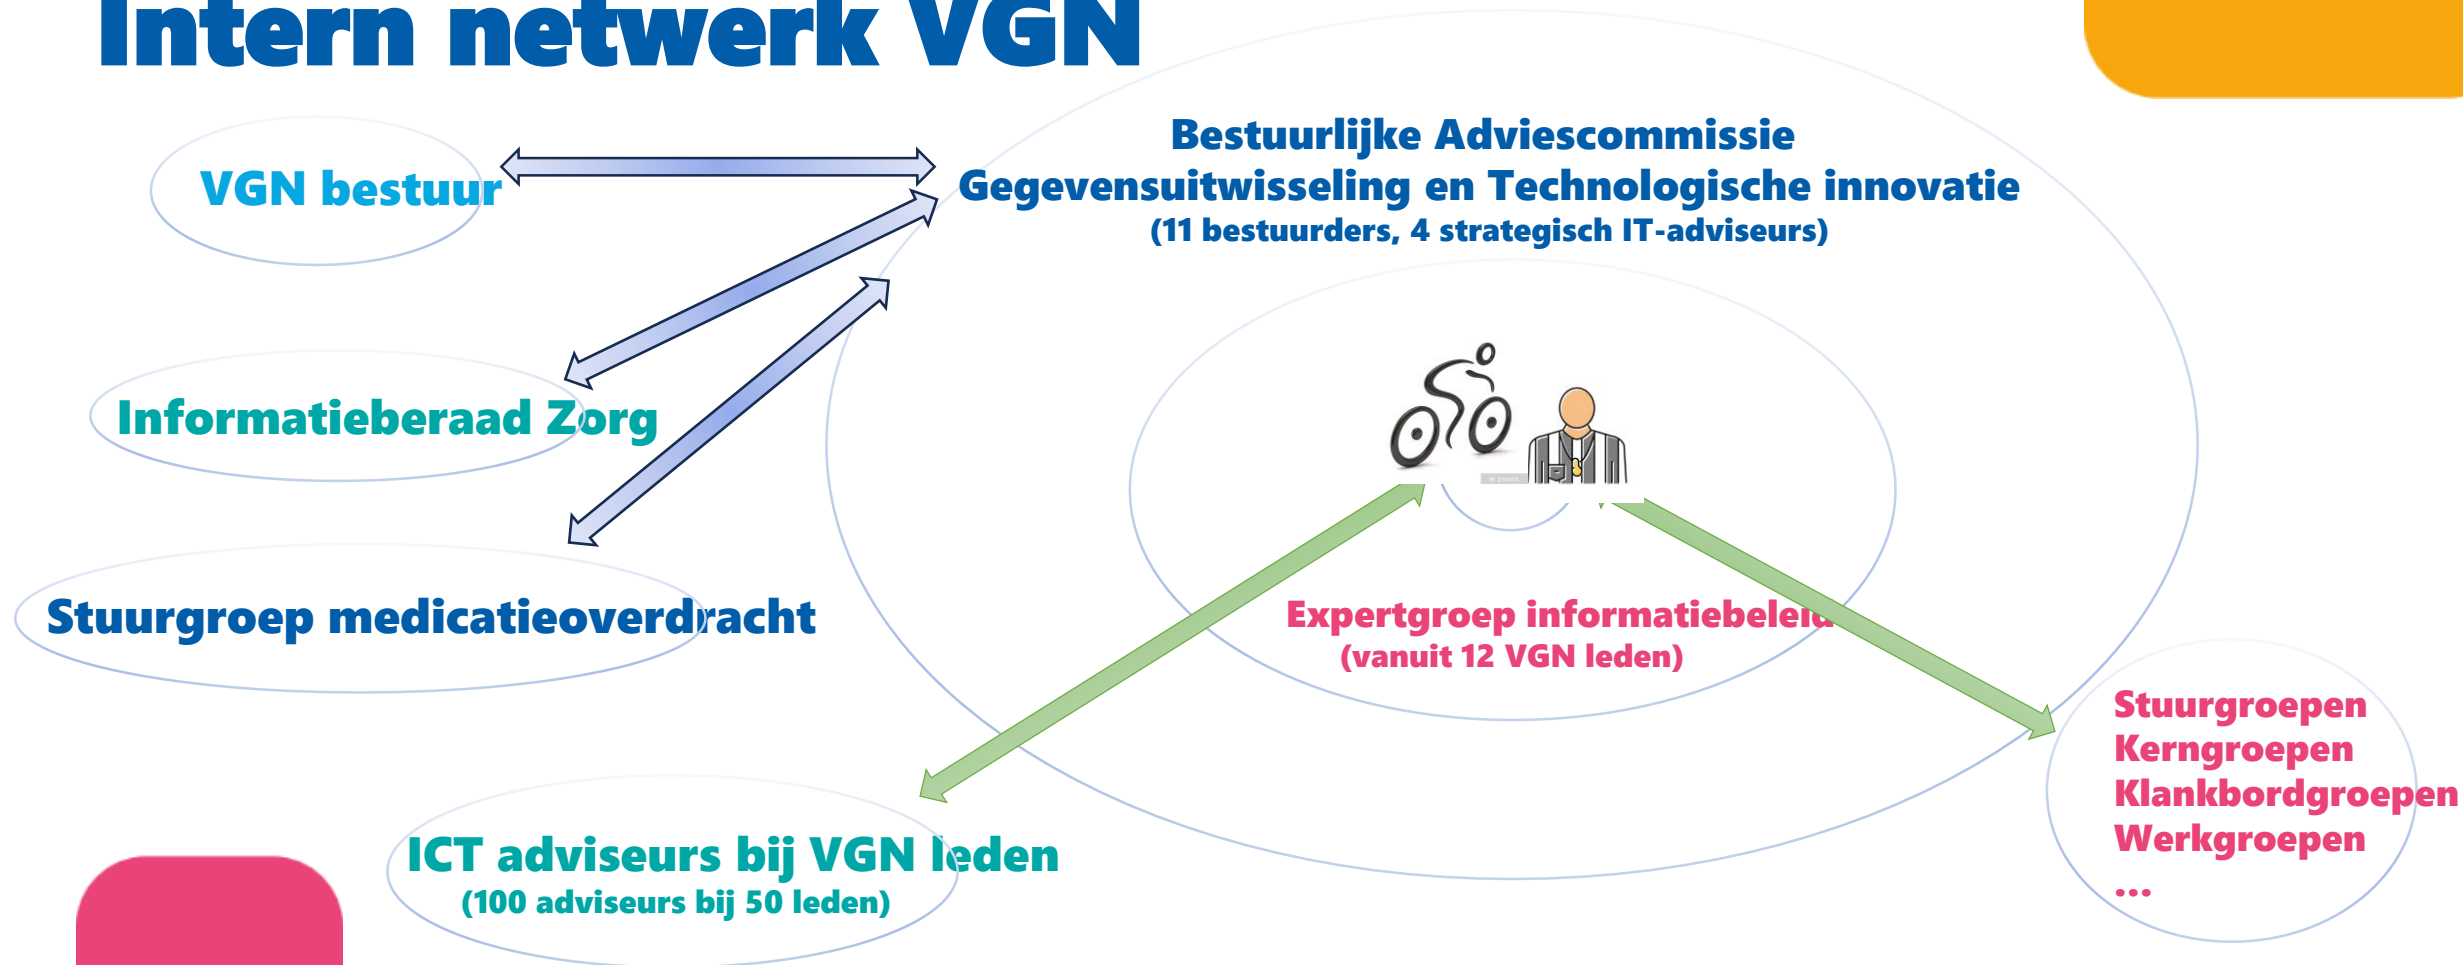 Intern netwerk VGN
Bestuurlijke Adviescommissie
Gegevensuitwisseling en Technologische innovatie
(11 bestuurders, 4 strategisch IT-adviseurs)
VGN bestuur
Informatieberaad Zorg
Stuurgroep medicatieoverdracht
Expertgroep informatiebeleid
(vanuit 12 VGN leden)
Stuurgroepen
Kerngroepen
Klankbordgroepen
Werkgroepen
...
ICT adviseurs bij VGN leden
(100 adviseurs bij 50 leden)